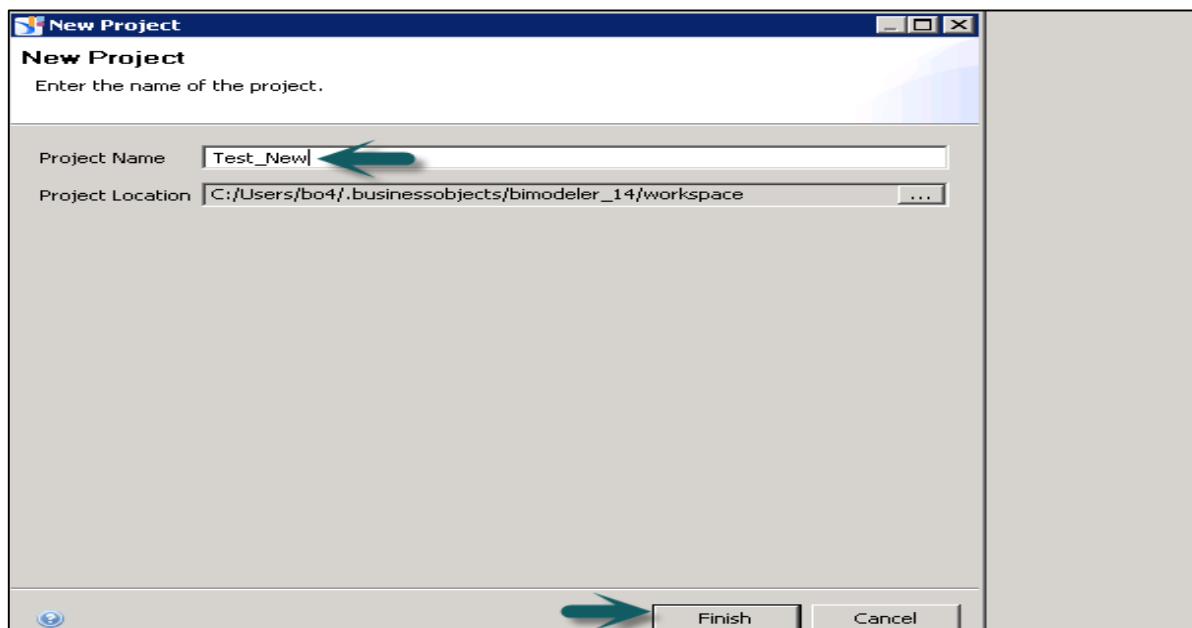 New Project
New Project
Enter the name of the project.
Project Name Test_New
Project Location C:/Users/bo4/.businessobjects/bimodeler_14/workspace ...
Finish Cancel